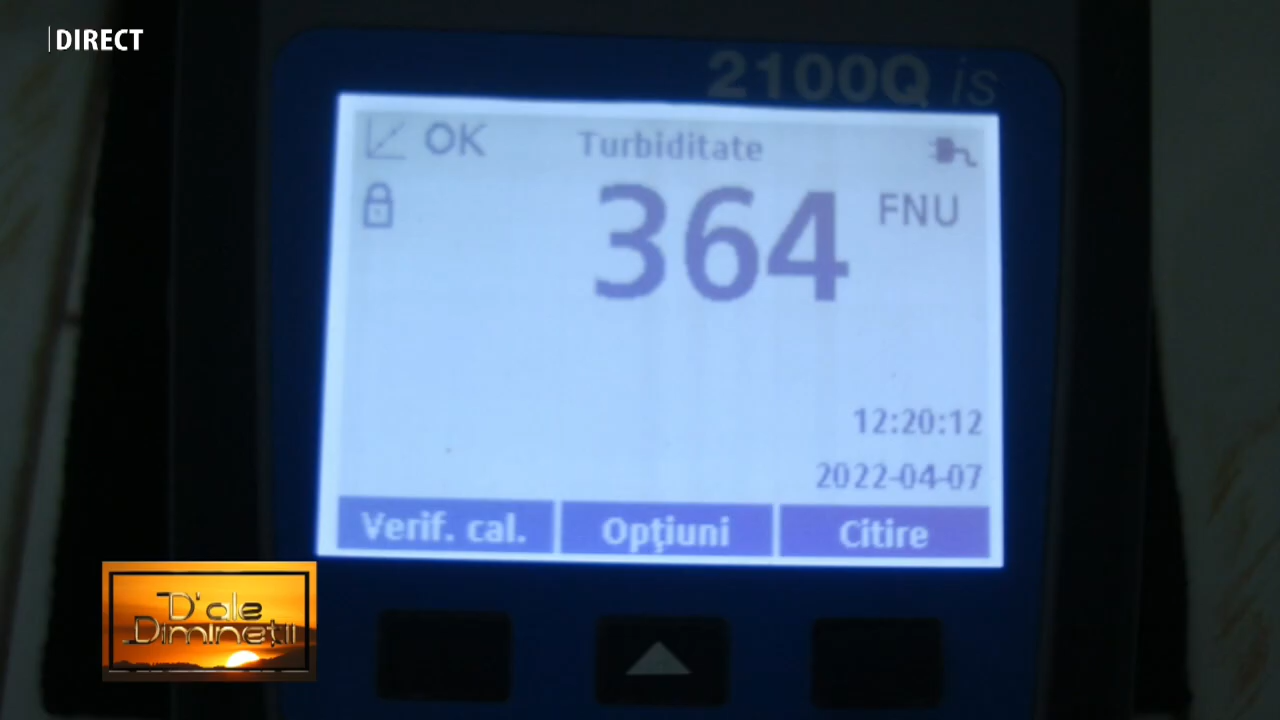 DIRECT
2100Q is
OK Turbiditate
364 FNU
12:20:12
2022-04-07
Verif. cal. Opţiuni Citire
D'ale
Dimineţii